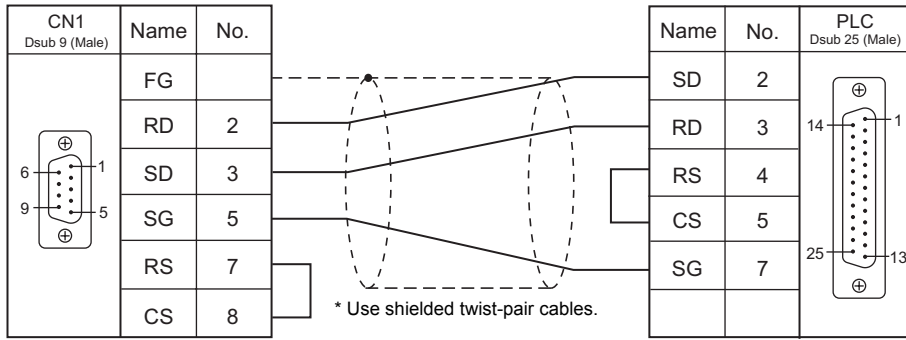 CN1
Dsub 9 (Male)
Name No.
FG
RD 2
SD 3
SG 5
RS 7
CS 8
6 1
9 5
* Use shielded twist-pair cables.
Name No.
SD 2
RD 3
RS 4
CS 5
SG 7
PLC
Dsub 25 (Male)
14 1
25 13